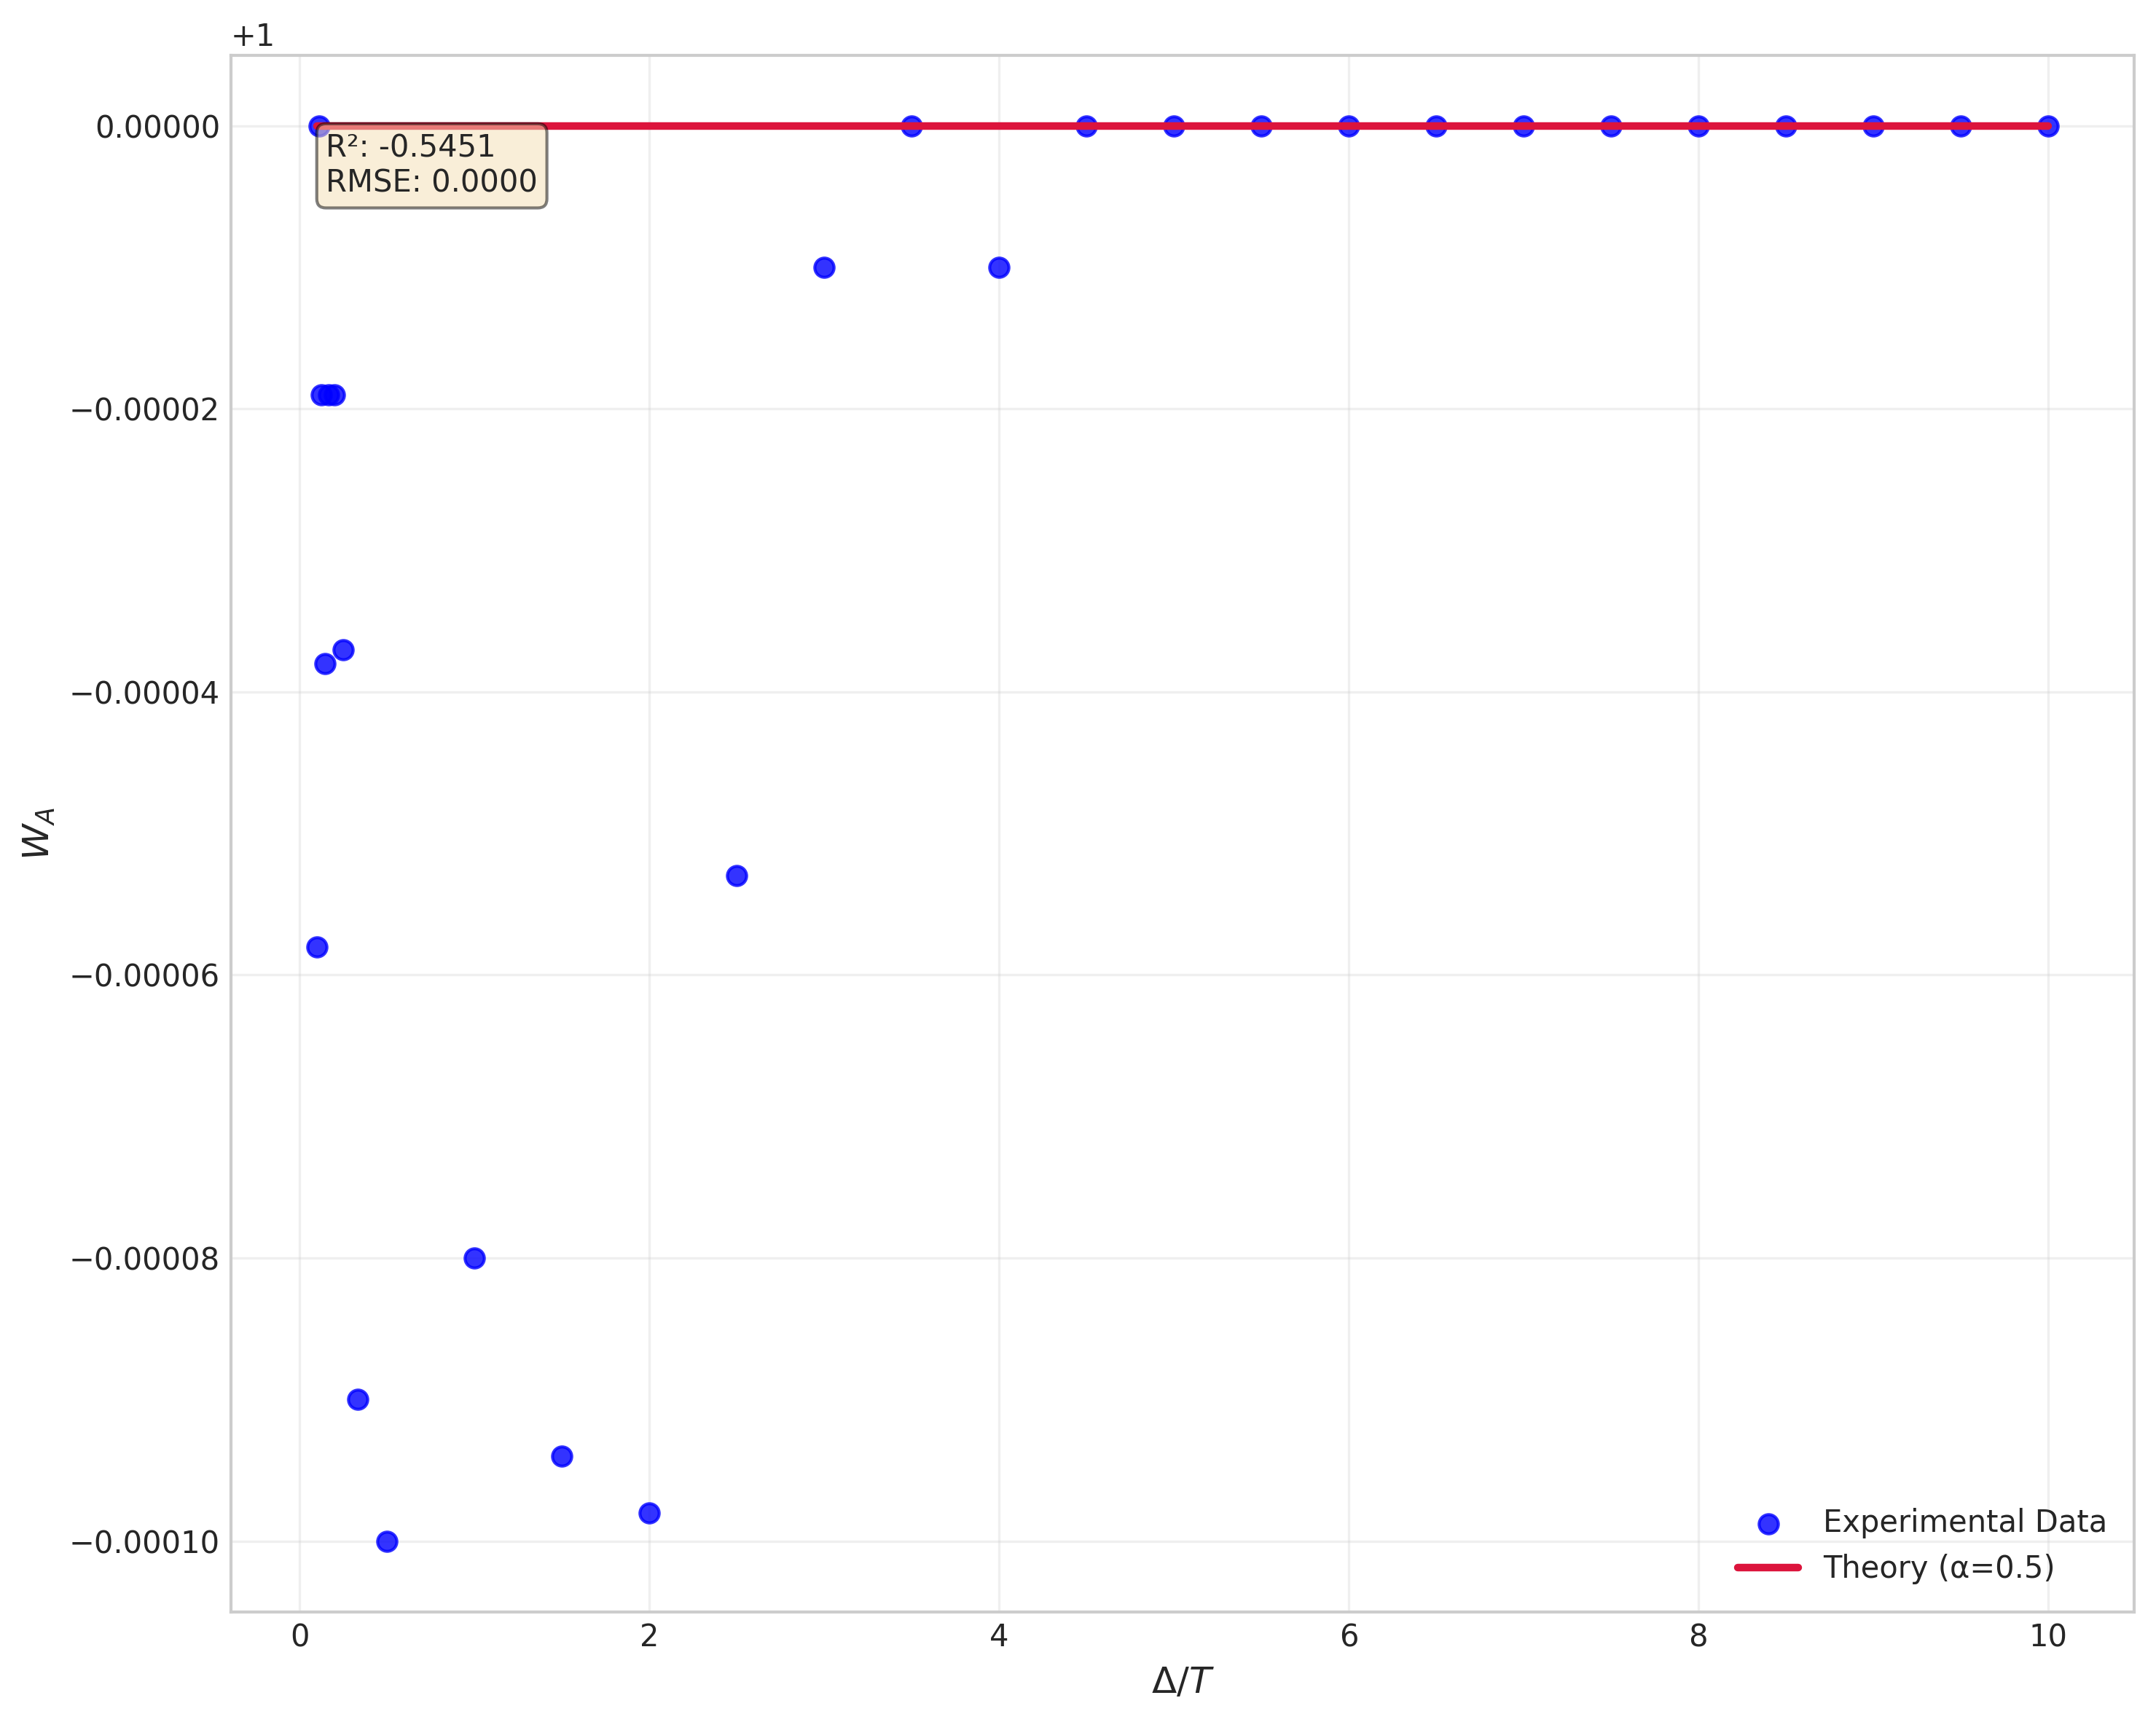 +1
0.00000
−0.00002
−0.00004
−0.00006
−0.00008
−0.00010
W_A
R²: -0.5451
RMSE: 0.0000
Experimental Data
Theory (α=0.5)
0 2 4 6 8 10
Δ/T